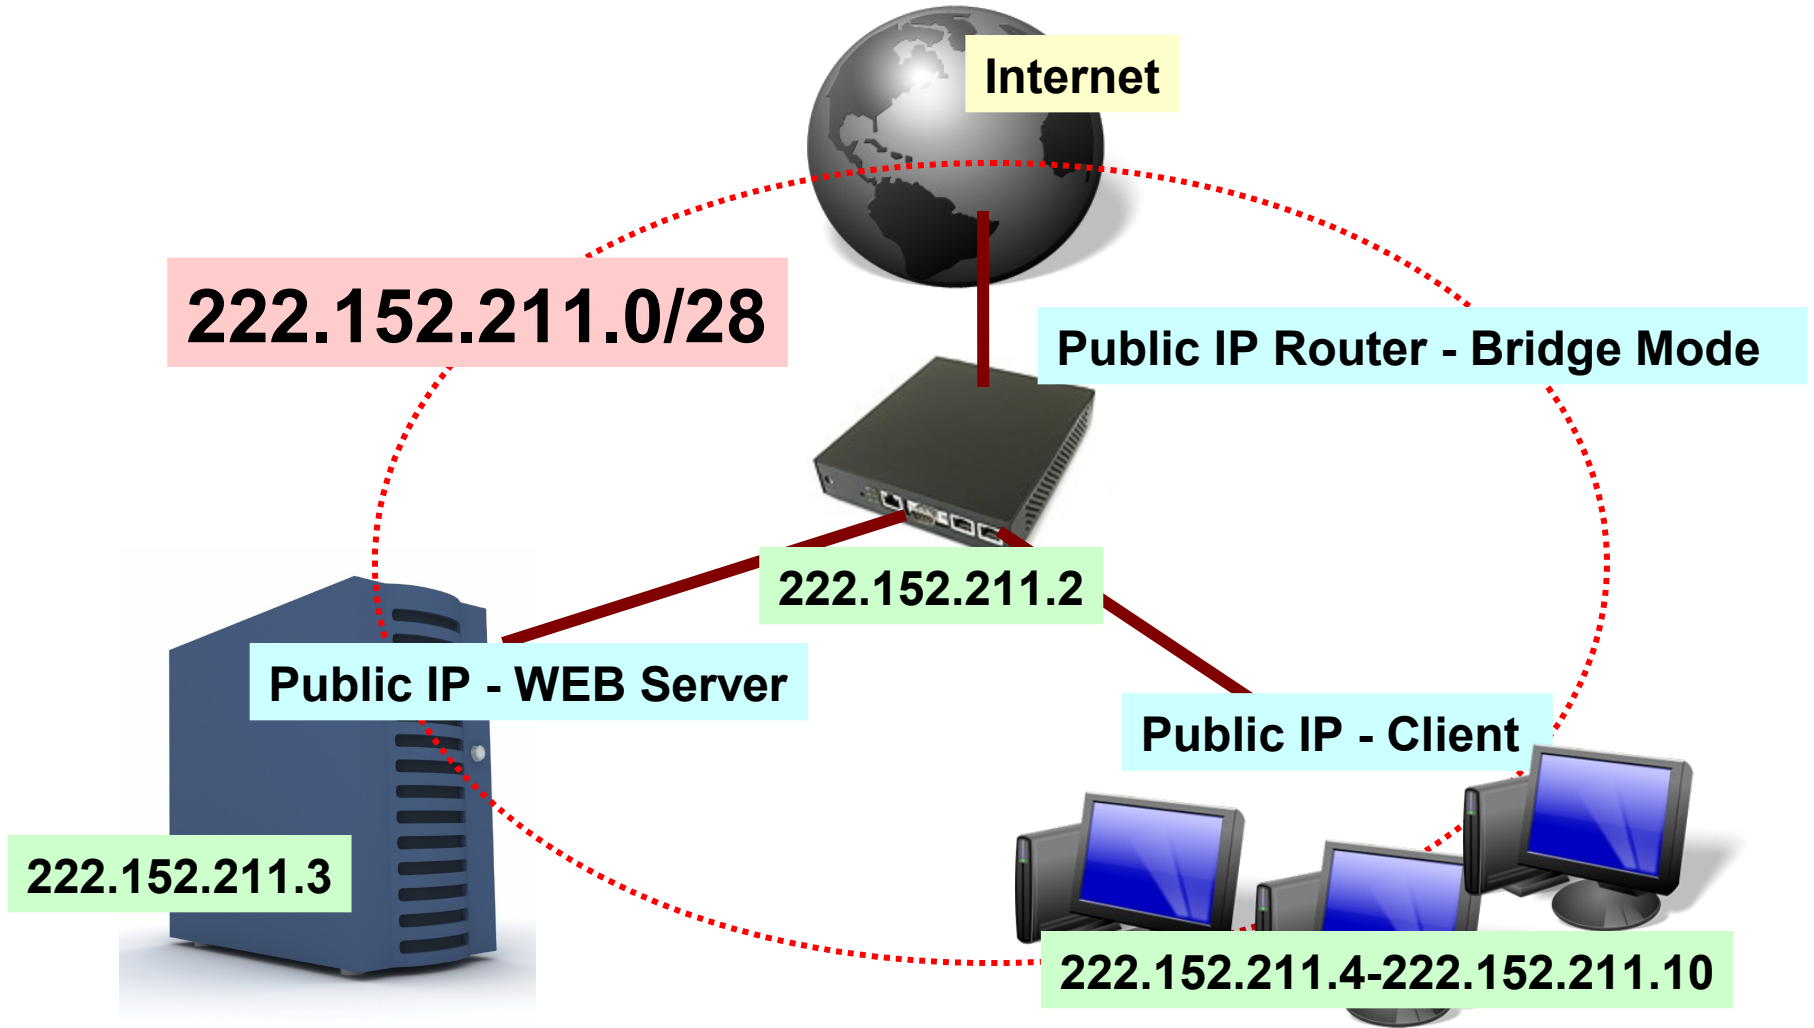 Internet
222.152.211.0/28
Public IP Router - Bridge Mode
222.152.211.2
Public IP - WEB Server
Public IP - Client
222.152.211.3
222.152.211.4-222.152.211.10